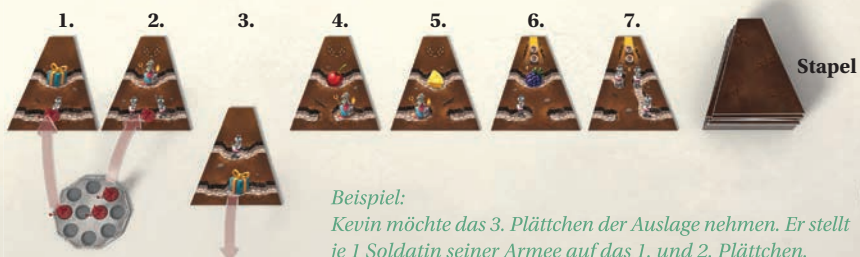 1. 2. 3. 4. 5. 6. 7.
Stapel
Beispiel:
Kevin möchte das 3. Plättchen der Auslage nehmen. Er stellt
je 1 Soldatin seiner Armee auf das 1. und 2. Plättchen.